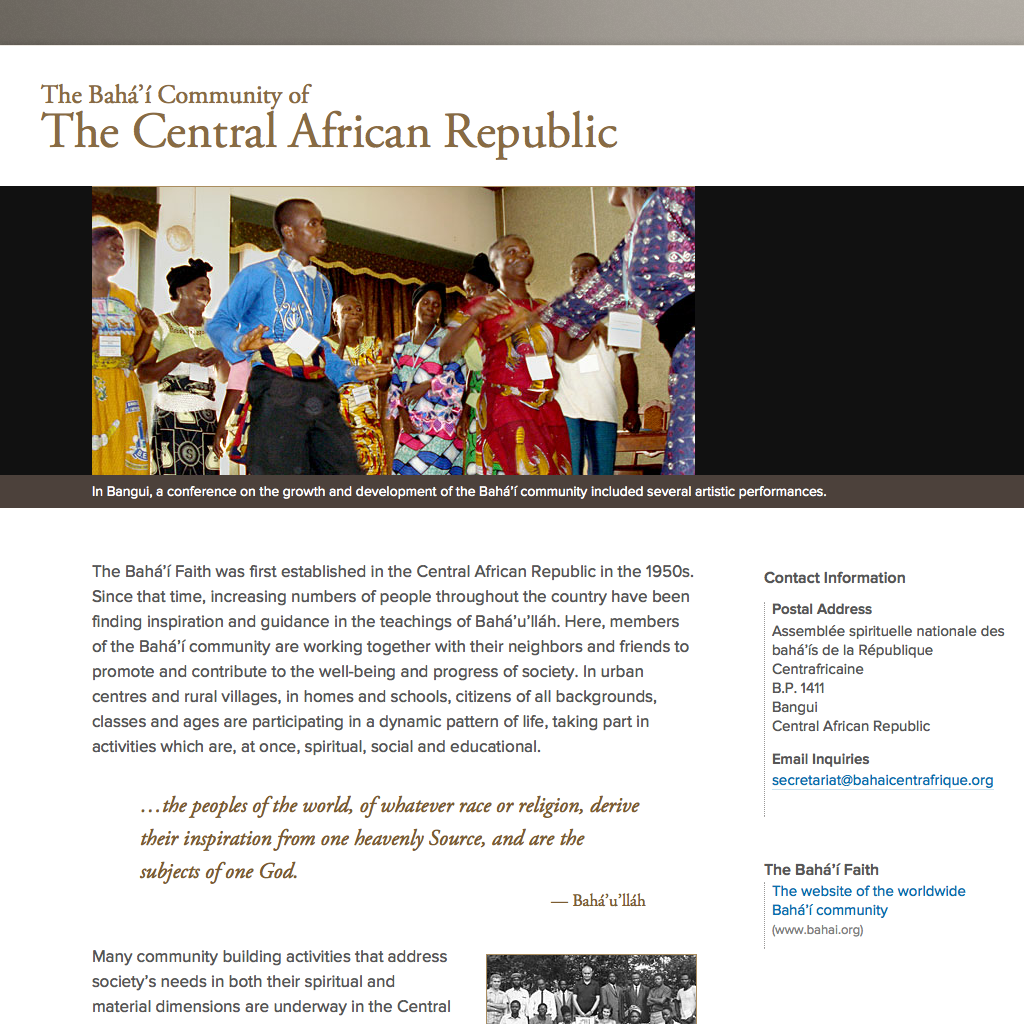 The Bahá’í Community of
The Central African Republic
In Bangui, a conference on the growth and development of the Bahá’í community included several artistic performances.
The Bahá’í Faith was first established in the Central African Republic in the 1950s.
Since that time, increasing numbers of people throughout the country have been
finding inspiration and guidance in the teachings of Bahá’u’lláh. Here, members
of the Bahá’í community are working together with their neighbors and friends to
promote and contribute to the well-being and progress of society. In urban
centres and rural villages, in homes and schools, citizens of all backgrounds,
classes and ages are participating in a dynamic pattern of life, taking part in
activities which are, at once, spiritual, social and educational.
…the peoples of the world, of whatever race or religion, derive
their inspiration from one heavenly Source, and are the
subjects of one God.
— Bahá’u’lláh
Many community building activities that address
society’s needs in both their spiritual and
material dimensions are underway in the Central
Contact Information
Postal Address
Assemblée spirituelle nationale des
bahá’ís de la République
Centrafricaine
B.P. 1411
Bangui
Central African Republic
Email Inquiries
secretariat@bahaicentrafrique.org
The Bahá’í Faith
The website of the worldwide
Bahá’í community
(www.bahai.org)